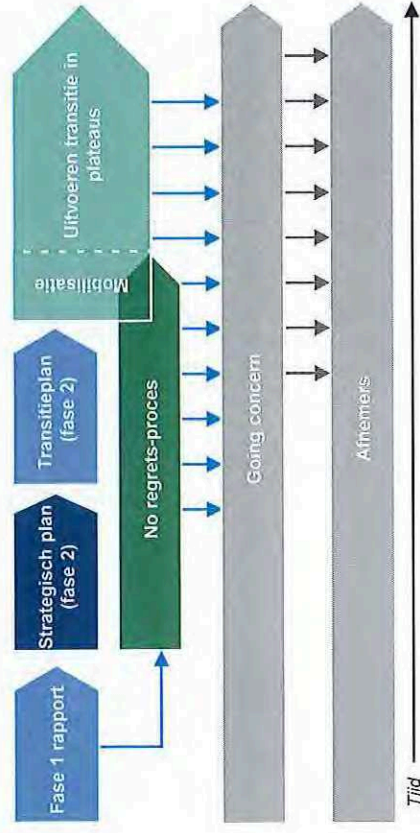 Fase 1 rapport
Strategisch plan
(fase 2)
Transitieplan
(fase 2)
Mobilisatie
Uitvoeren transitie in
plateaus
No regrets-proces
Going concern
Afnemers
Tijd